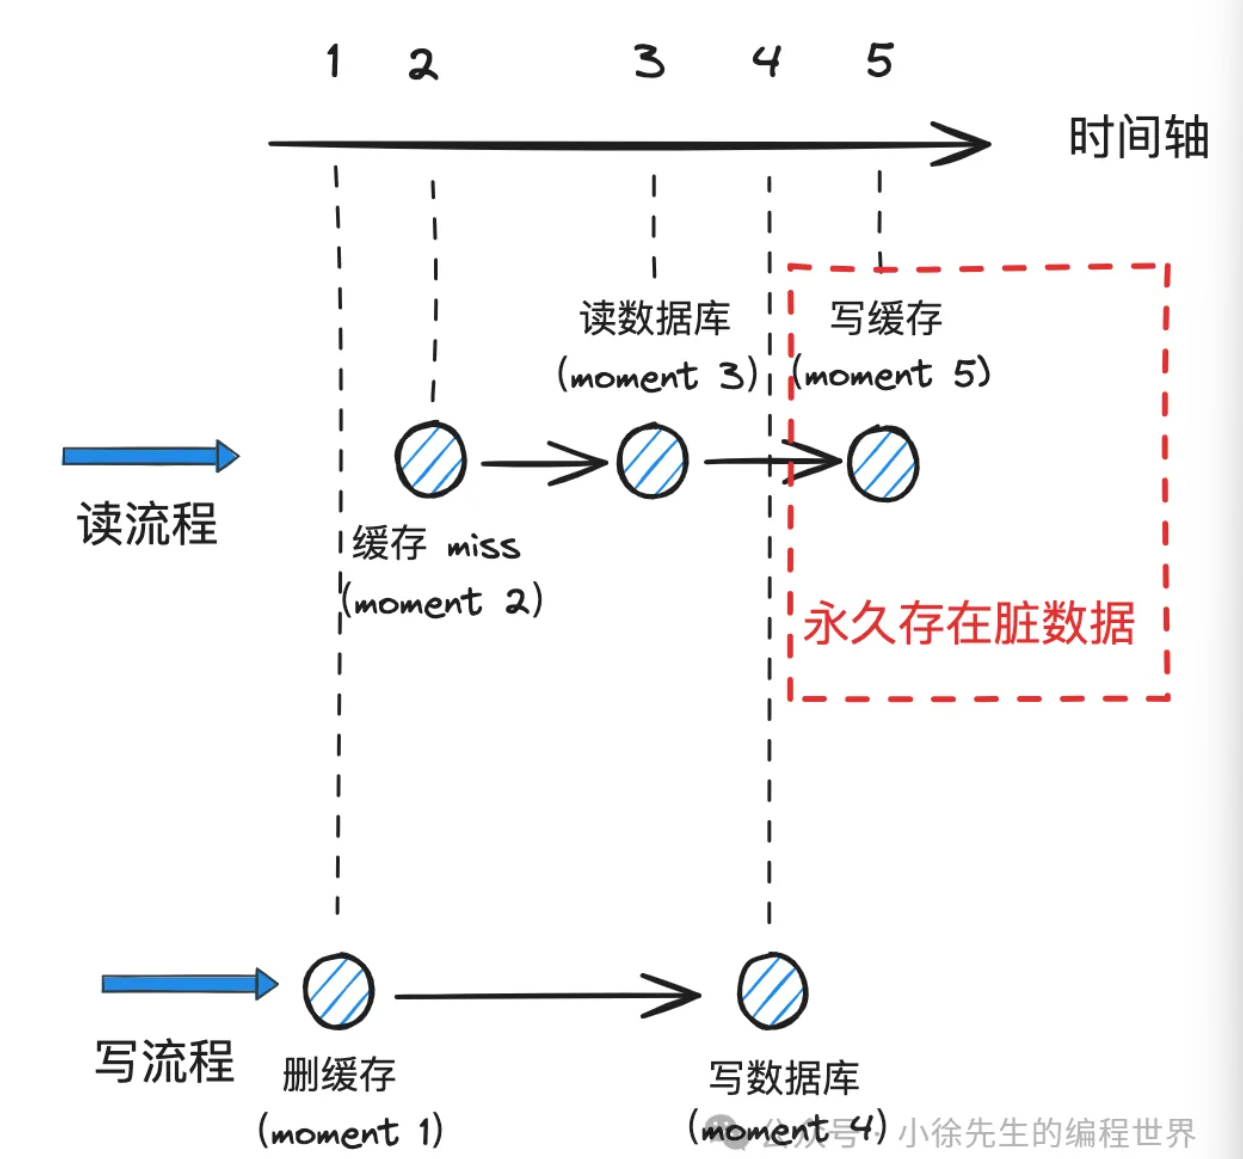 1 2 3 4 5
时间轴
读数据库 写缓存
(moment 3) (moment 5)
读流程
缓存 miss
(moment 2)
永久存在脏数据
写流程
删缓存 写数据库
(moment 1) (moment 4)
公众号 · 小徐先生的编程世界